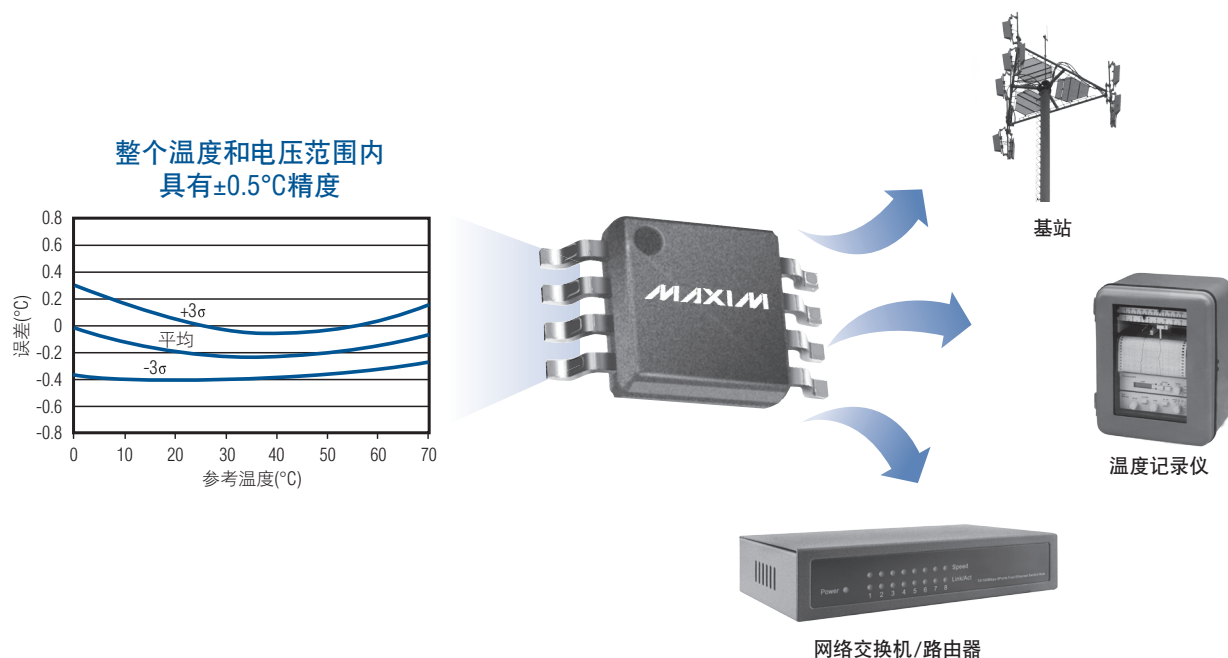 整个温度和电压范围内
具有±0.5°C精度
0.8
0.6
0.4
0.2
0
-0.2
-0.4
-0.6
-0.8
误差(°C)
+3σ
平均
-3σ
0 10 20 30 40 50 60 70
参考温度(°C)
MAXIM
基站
温度记录仪
Power
Speed
Link/Act
1 2 3 4 5 6 7 8
网络交换机/路由器